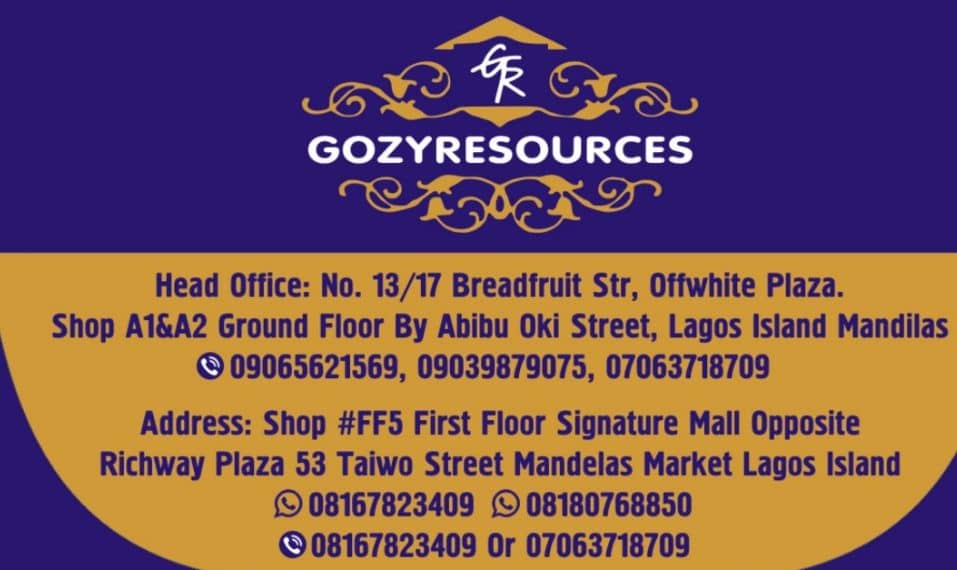 GR
GOZYRESOURCES
Head Office: No. 13/17 Breadfruit Str, Offwhite Plaza.
Shop A1&A2 Ground Floor By Abibu Oki Street, Lagos Island Mandilas
09065621569, 09039879075, 07063718709
Address: Shop #FF5 First Floor Signature Mall Opposite
Richway Plaza 53 Taiwo Street Mandelas Market Lagos Island
08167823409 08180768850
08167823409 Or 07063718709